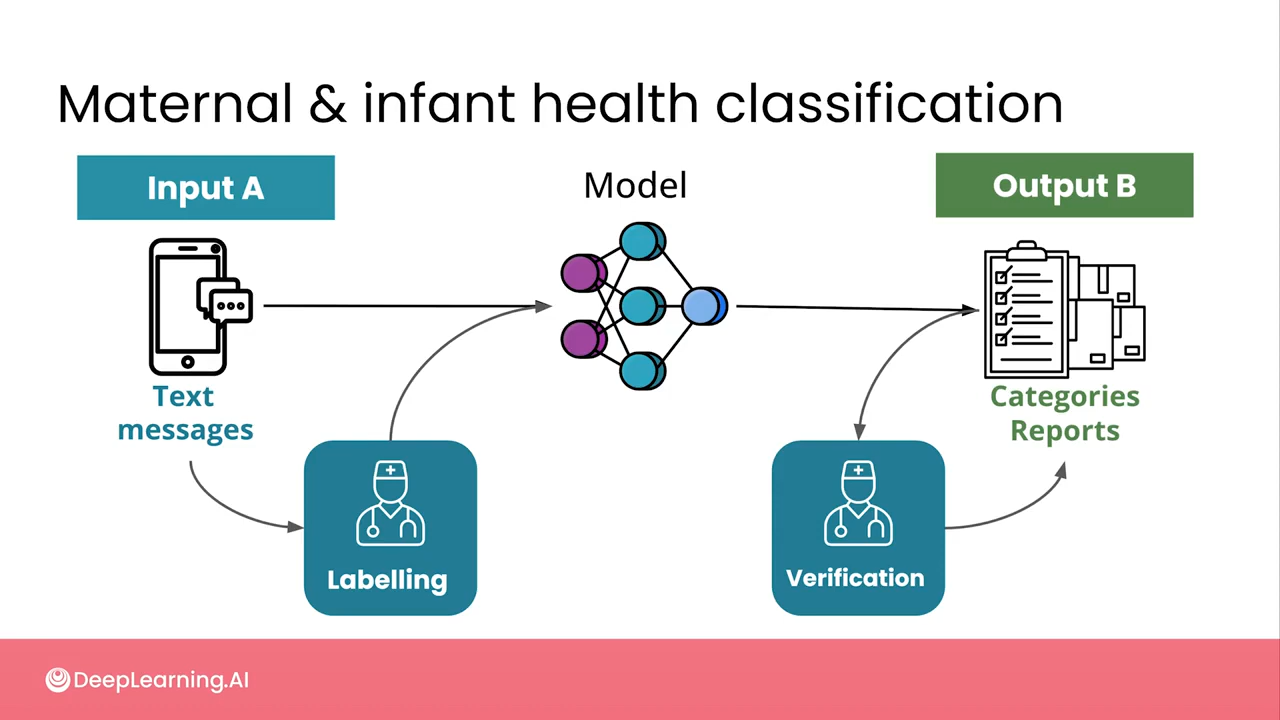 Maternal & infant health classification
Input A
Model
Output B
Text
messages
Categories
Reports
Labelling
Verification
DeepLearning.AI